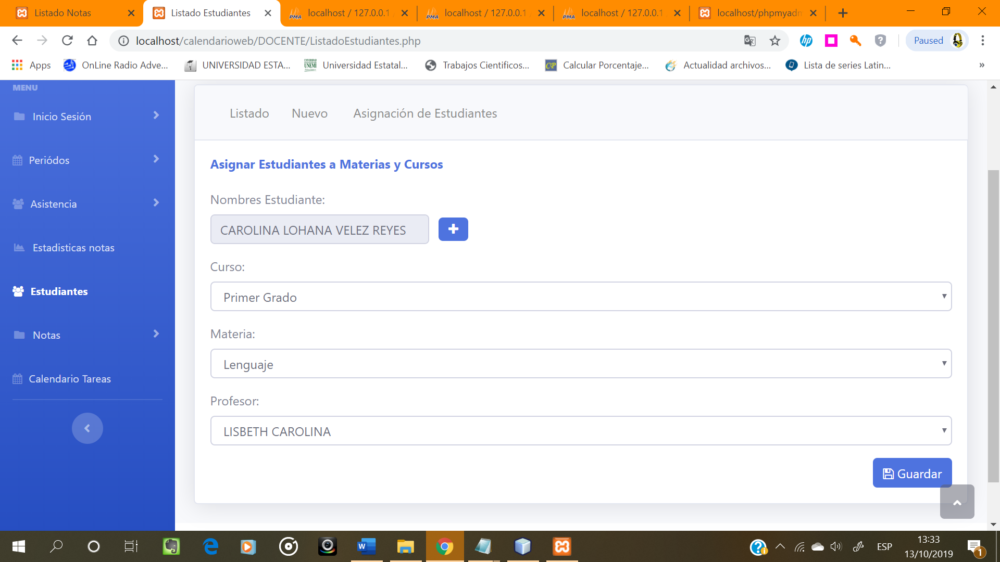 Listado Notas
Listado Estudiantes
localhost / 127.0.0.1
localhost / 127.0.0.1
localhost / 127.0.0.1
localhost/phpmyadm
localhost/calendarioweb/DOCENTE/ListadoEstudiantes.php
Paused
Apps
OnLine Radio Adve...
UNIVERSIDAD ESTA...
Universidad Estatal...
Trabajos Cientificos...
Calcular Porcentaje...
Actualidad archivos...
Lista de series Latin...
»
MENU
Inicio Sesión
Periódos
Asistencia
Estadisticas notas
Estudiantes
Notas
Calendario Tareas
Listado
Nuevo
Asignación de Estudiantes
Asignar Estudiantes a Materias y Cursos
Nombres Estudiante:
CAROLINA LOHANA VELEZ REYES
Curso:
Primer Grado
Materia:
Lenguaje
Profesor:
LISBETH CAROLINA
Guardar
ESP
13:33
13/10/2019
1